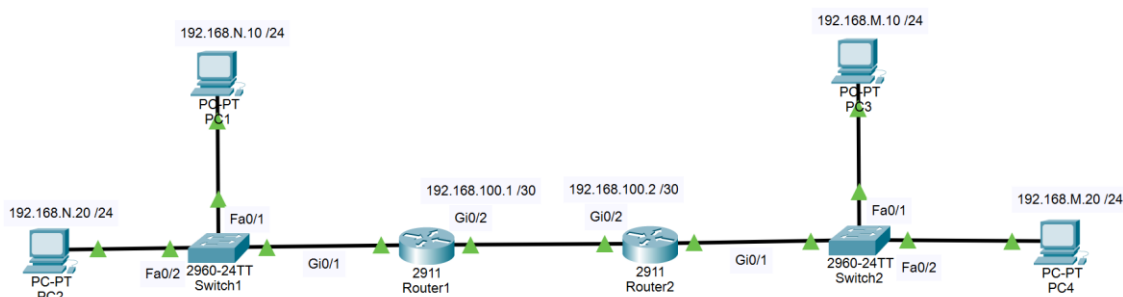 192.168.N.10 /24
PC-PT
PC1
192.168.N.20 /24
PC-PT
PC2
Fa0/1
Fa0/2
2960-24TT
Switch1
Gi0/1
192.168.100.1 /30
Gi0/2
2911
Router1
192.168.100.2 /30
Gi0/2
2911
Router2
Gi0/1
192.168.M.10 /24
PC-PT
PC3
Fa0/1
2960-24TT
Switch2
Fa0/2
192.168.M.20 /24
PC-PT
PC4